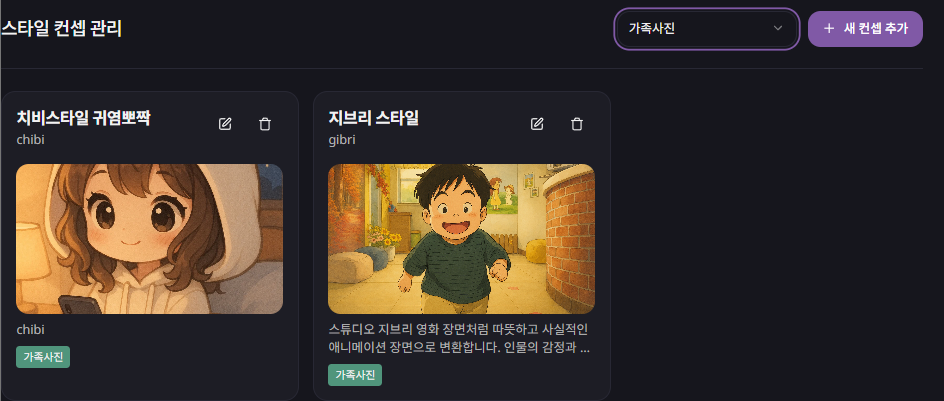 스타일 컨셉 관리
가족사진
새 컨셉 추가
치비스타일 귀염뽀짝
chibi
지브리 스타일
gibri
chibi
가족사진
스튜디오 지브리 영화 장면처럼 따뜻하고 사실적인
애니메이션 장면으로 변환합니다. 인물의 감정과 ...
가족사진